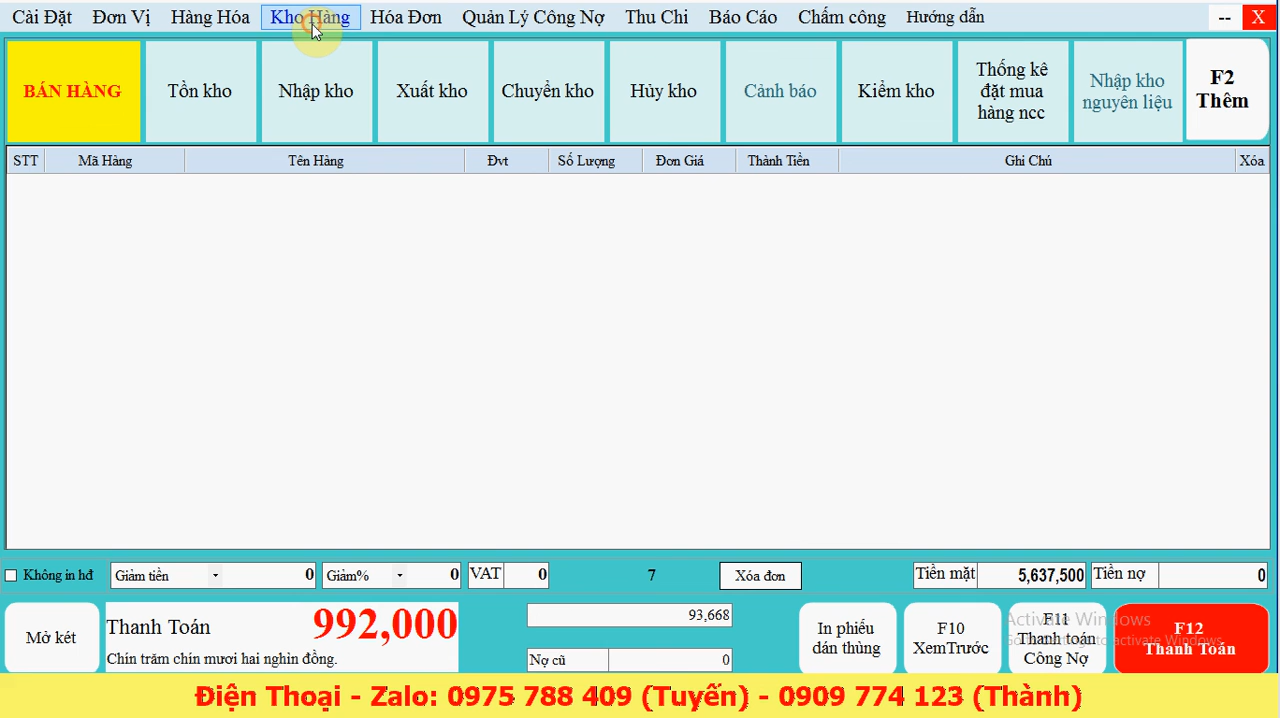 Cài Đặt Đơn Vị Hàng Hóa Kho Hàng Hóa Đơn Quản Lý Công Nợ Thu Chi Báo Cáo Chấm công Hướng dẫn -- X
BÁN HÀNG
Tồn kho
Nhập kho
Xuất kho
Chuyển kho
Hủy kho
Cảnh báo
Kiểm kho
Thống kê
đặt mua
hàng ncc
Nhập kho
nguyên liệu
F2
Thêm
STT Mã Hàng Tên Hàng Đvt Số Lượng Đơn Giá Thành Tiền Ghi Chú Xóa
Không in hđ Giảm tiền 0 Giảm% 0 VAT 0 7 Xóa đơn Tiền mặt 5,637,500 Tiền nợ 0
Mở két
Thanh Toán 992,000
Chín trăm chín mươi hai nghìn đồng.
93,668
Nợ cũ 0
In phiếu
dán thùng
F10
XemTrước
F11
Thanh toán
Công Nợ
F12
Thanh Toán
Activate Windows
Go to Settings to activate Windows.
Điện Thoại - Zalo: 0975 788 409 (Tuyến) - 0909 774 123 (Thành)